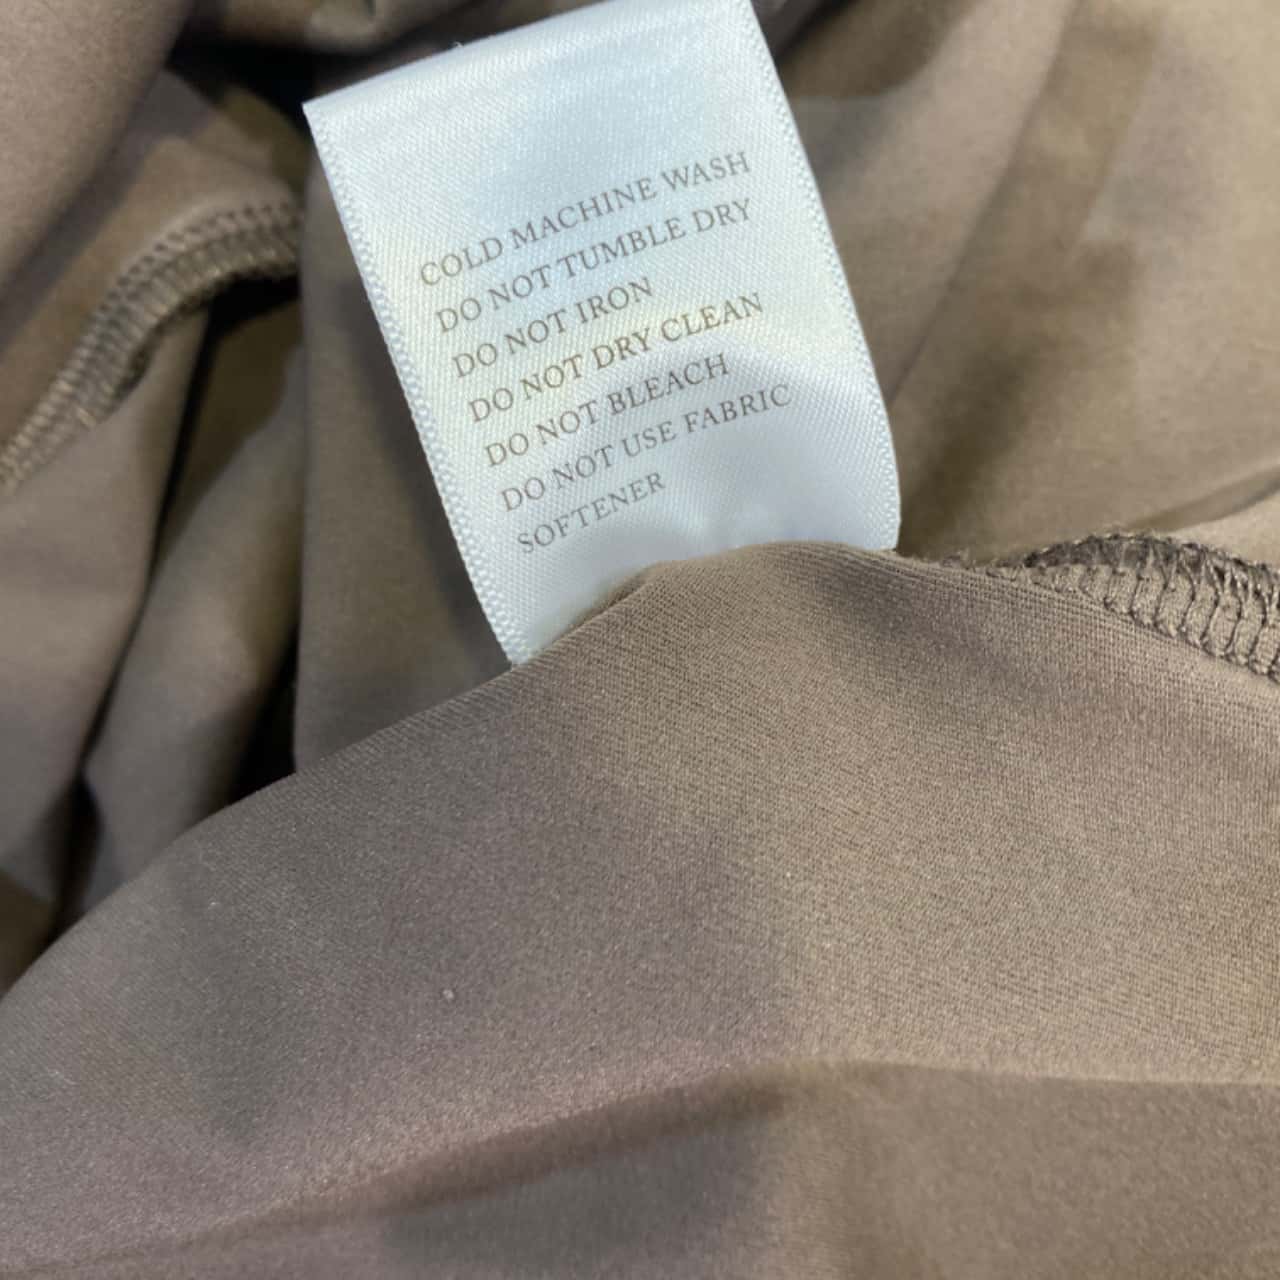 COLD MACHINE WASH
DO NOT TUMBLE DRY
DO NOT IRON
DO NOT DRY CLEAN
DO NOT BLEACH
DO NOT USE FABRIC
SOFTENER